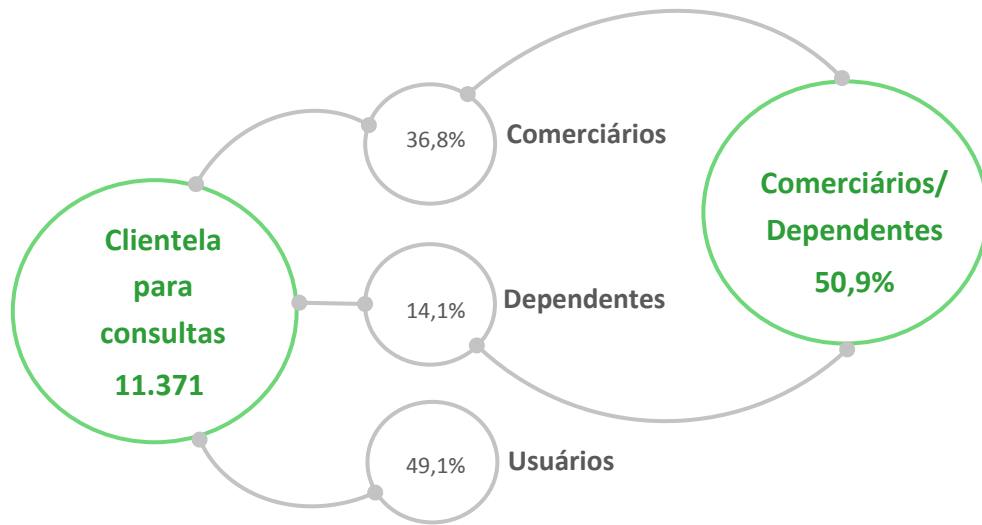 Clientela
para
consultas
11.371
36,8%
Comerciários
14,1%
Dependentes
49,1%
Usuários
Comerciários/
Dependentes
50,9%